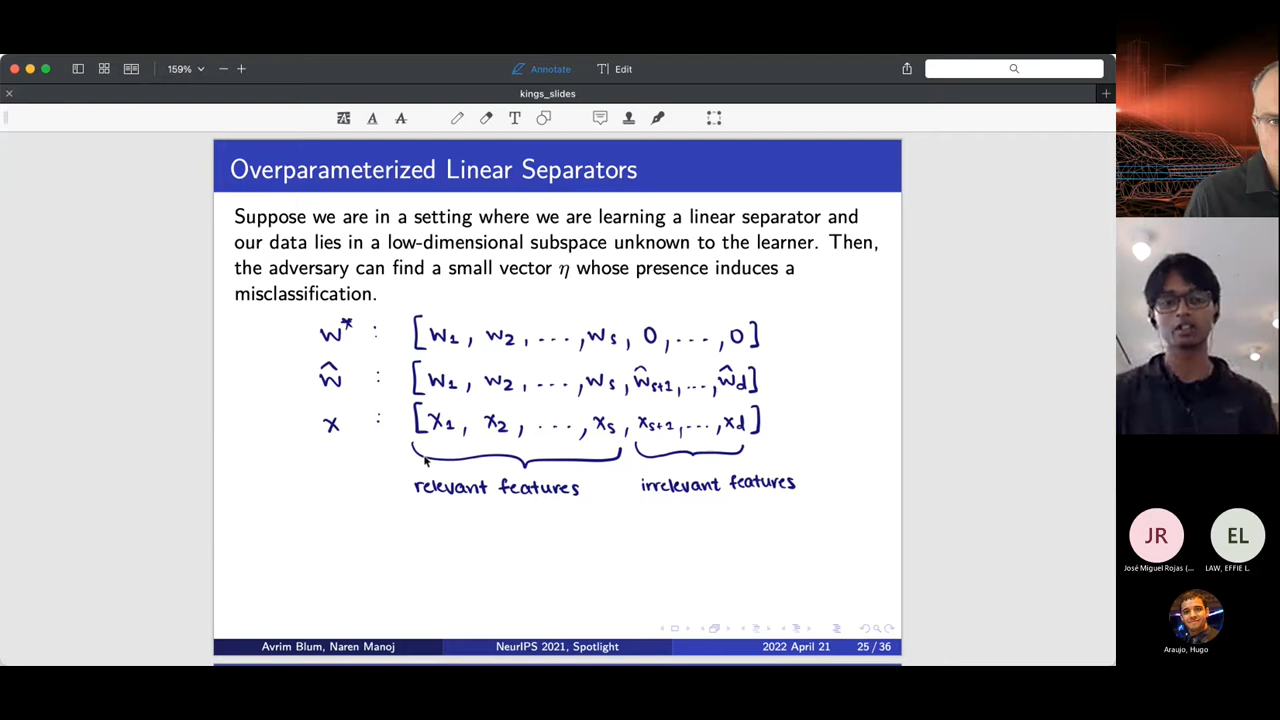 159%
Annotate
Edit
kings_slides
Overparameterized Linear Separators
Suppose we are in a setting where we are learning a linear separator and
our data lies in a low-dimensional subspace unknown to the learner. Then,
the adversary can find a small vector η whose presence induces a
misclassification.
w* : [w₁, w₂, ..., wₛ, 0, ..., 0]
ŵ : [w₁, w₂, ..., wₛ, ŵₛ₊₁, ..., ŵd]
x : [x₁, x₂, ..., xₛ, xₛ₊₁, ..., xd]
relevant features irrelevant features
Avrim Blum, Naren Manoj NeurIPS 2021, Spotlight 2022 April 21 25 / 36
JR EL
José Miguel Rojas (... LAW, EFFIE L.
Araujo, Hugo